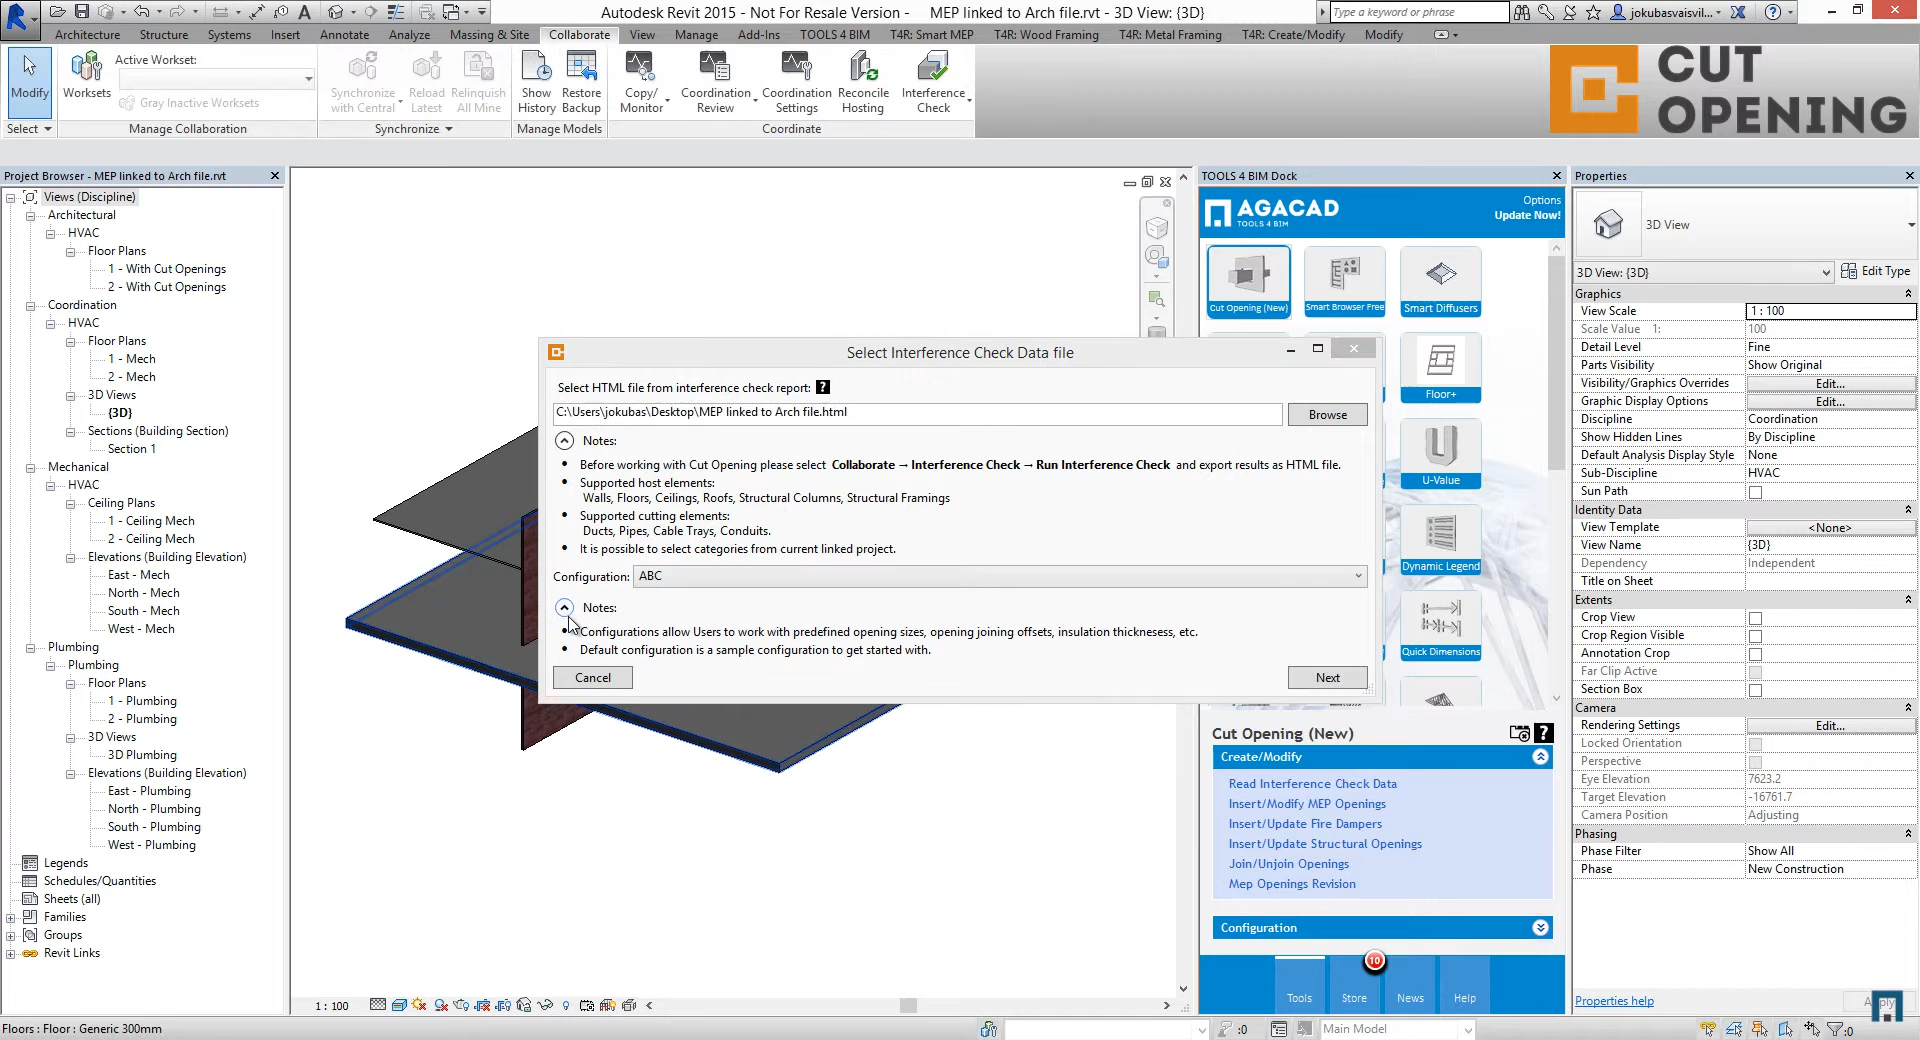 Autodesk Revit 2015 - Not For Resale Version - MEP linked to Arch file.rvt - 3D View: {3D}
Type a keyword or phrase
jokubasvaisvil...
Architecture Structure Systems Insert Annotate Analyze Massing & Site Collaborate View Manage Add-Ins TOOLS 4 BIM T4R: Smart MEP T4R: Wood Framing T4R: Metal Framing T4R: Create/Modify Modify
Modify
Select
Worksets
Active Workset:
Gray Inactive Worksets
Manage Collaboration
Synchronize with Central
Reload Latest
Relinquish All Mine
Synchronize
Show History
Restore Backup
Manage Models
Copy/ Monitor
Coordination Review
Coordination Settings
Reconcile Hosting
Interference Check
Coordinate
CUT
OPENING
Project Browser - MEP linked to Arch file.rvt
Views (Discipline)
Architectural
HVAC
Floor Plans
1 - With Cut Openings
2 - With Cut Openings
Coordination
HVAC
Floor Plans
1 - Mech
2 - Mech
3D Views
{3D}
Sections (Building Section)
Section 1
Mechanical
HVAC
Ceiling Plans
1 - Ceiling Mech
2 - Ceiling Mech
Elevations (Building Elevation)
East - Mech
North - Mech
South - Mech
West - Mech
Plumbing
Plumbing
Floor Plans
1 - Plumbing
2 - Plumbing
3D Views
3D Plumbing
Elevations (Building Elevation)
East - Plumbing
North - Plumbing
South - Plumbing
West - Plumbing
Legends
Schedules/Quantities
Sheets (all)
Families
Groups
Revit Links
Select Interference Check Data file
Select HTML file from interference check report: ?
C:\Users\jokubas\Desktop\MEP linked to Arch file.html
Browse
Notes:
• Before working with Cut Opening please select Collaborate → Interference Check → Run Interference Check and export results as HTML file.
• Supported host elements:
Walls, Floors, Ceilings, Roofs, Structural Columns, Structural Framings
• Supported cutting elements:
Ducts, Pipes, Cable Trays, Conduits.
• It is possible to select categories from current linked project.
Configuration: ABC
Notes:
• Configurations allow Users to work with predefined opening sizes, opening joining offsets, insulation thicknesess, etc.
• Default configuration is a sample configuration to get started with.
Cancel
Next
1 : 100
TOOLS 4 BIM Dock
AGACAD
TOOLS 4 BIM
Options
Update Now!
Cut Opening (New)
Smart Browser Free
Smart Diffusers
Floor+
U-Value
Dynamic Legend
Quick Dimensions
Cut Opening (New)
?
Create/Modify
Read Interference Check Data
Insert/Modify MEP Openings
Insert/Update Fire Dampers
Insert/Update Structural Openings
Join/Unjoin Openings
Mep Openings Revision
Configuration
10
Tools Store News Help
Properties
3D View
3D View: {3D}
Edit Type
Graphics
View Scale 1 : 100
Scale Value 1: 100
Detail Level Fine
Parts Visibility Show Original
Visibility/Graphics Overrides Edit...
Graphic Display Options Edit...
Discipline Coordination
Show Hidden Lines By Discipline
Default Analysis Display Style None
Sub-Discipline HVAC
Sun Path
Identity Data
View Template <None>
View Name {3D}
Dependency Independent
Title on Sheet
Extents
Crop View
Crop Region Visible
Annotation Crop
Far Clip Active
Section Box
Camera
Rendering Settings Edit...
Locked Orientation
Perspective
Eye Elevation 7623.2
Target Elevation -16761.7
Camera Position Adjusting
Phasing
Phase Filter Show All
Phase New Construction
Properties help
Floors : Floor : Generic 300mm
:0
Main Model
:0